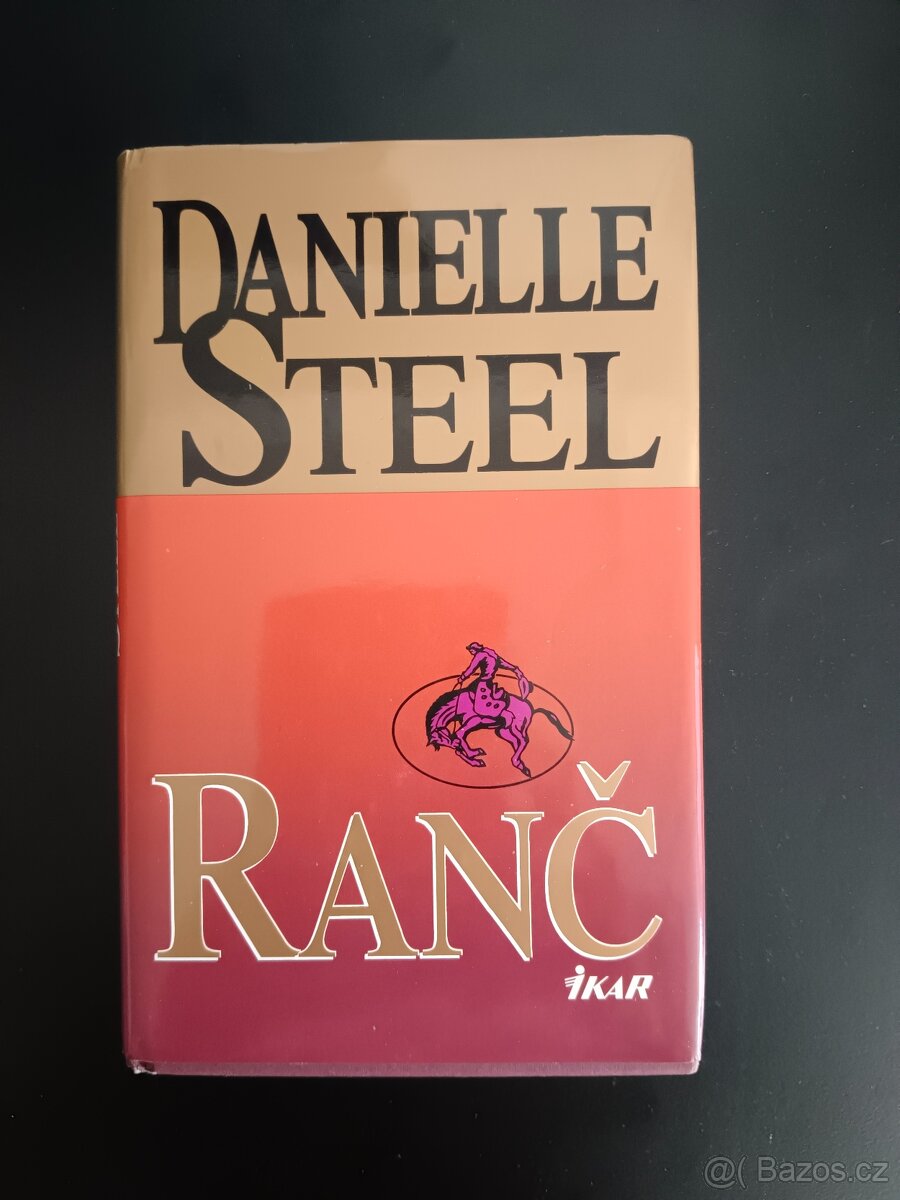 DANIELLE
STEEL
RANČ
iKAR
@( Bazos.cz